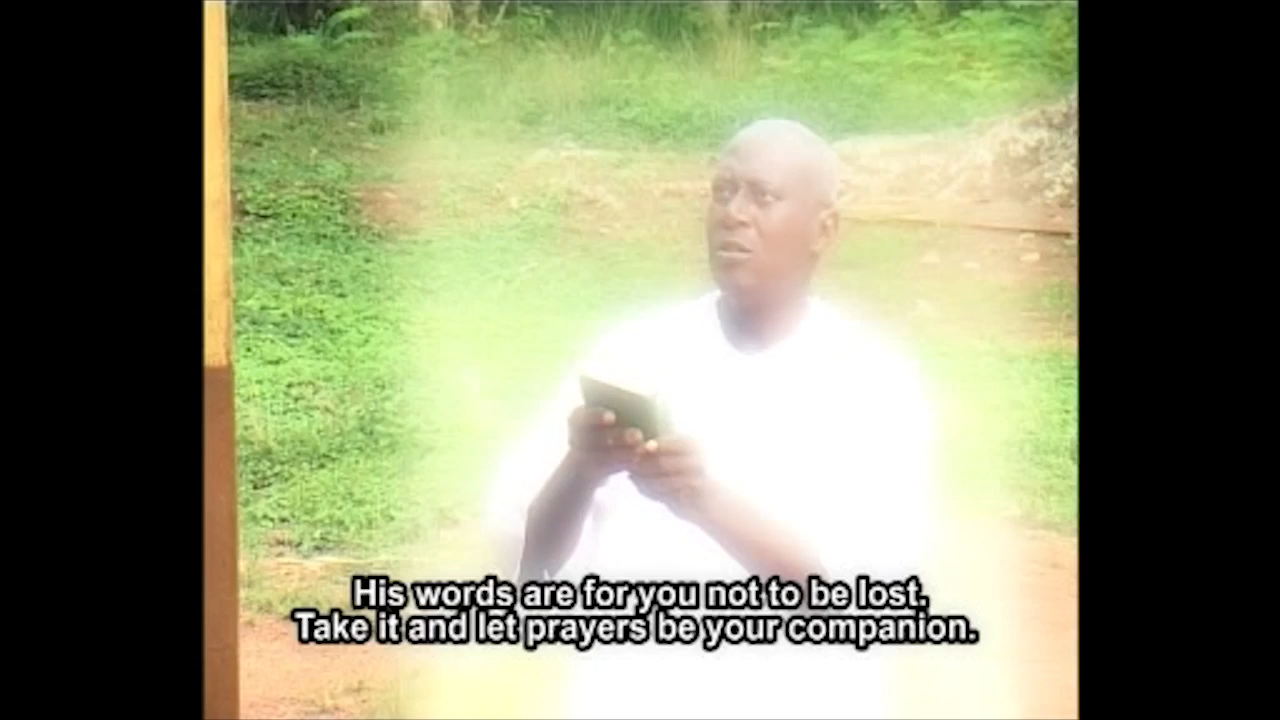 His words are for you not to be lost.
Take it and let prayers be your companion.